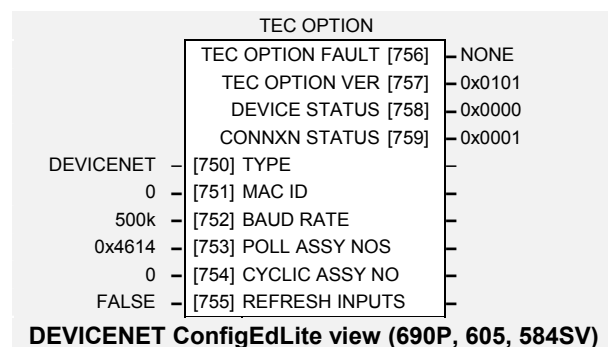 TEC OPTION
TEC OPTION FAULT [756] – NONE
TEC OPTION VER [757] – 0x0101
DEVICE STATUS [758] – 0x0000
CONNXN STATUS [759] – 0x0001
DEVICENET – [750] TYPE –
0 – [751] MAC ID –
500k – [752] BAUD RATE –
0x4614 – [753] POLL ASSY NOS –
0 – [754] CYCLIC ASSY NO –
FALSE – [755] REFRESH INPUTS –
DEVICENET ConfigEdLite view (690P, 605, 584SV)